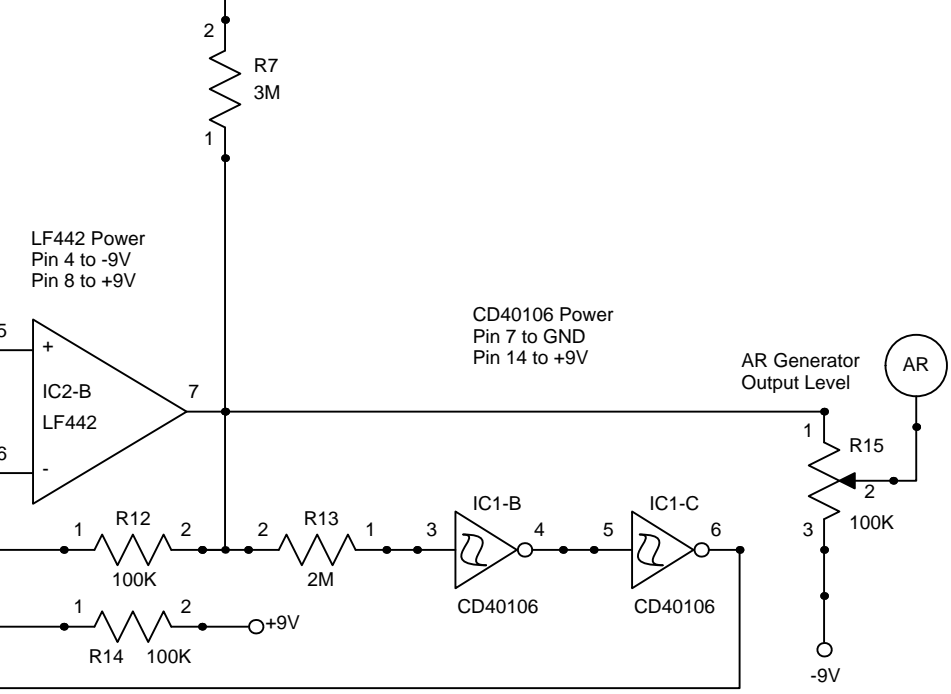 2
R7
3M
1
LF442 Power
Pin 4 to -9V
Pin 8 to +9V
CD40106 Power
Pin 7 to GND
Pin 14 to +9V
AR Generator
Output Level
AR
5
+
IC2-B
LF442
7
6
-
1
R15
2
100K
3
-9V
1
R12
2
100K
2
R13
1
2M
3
IC1-B
4
CD40106
5
IC1-C
6
CD40106
1
2
+9V
R14
100K